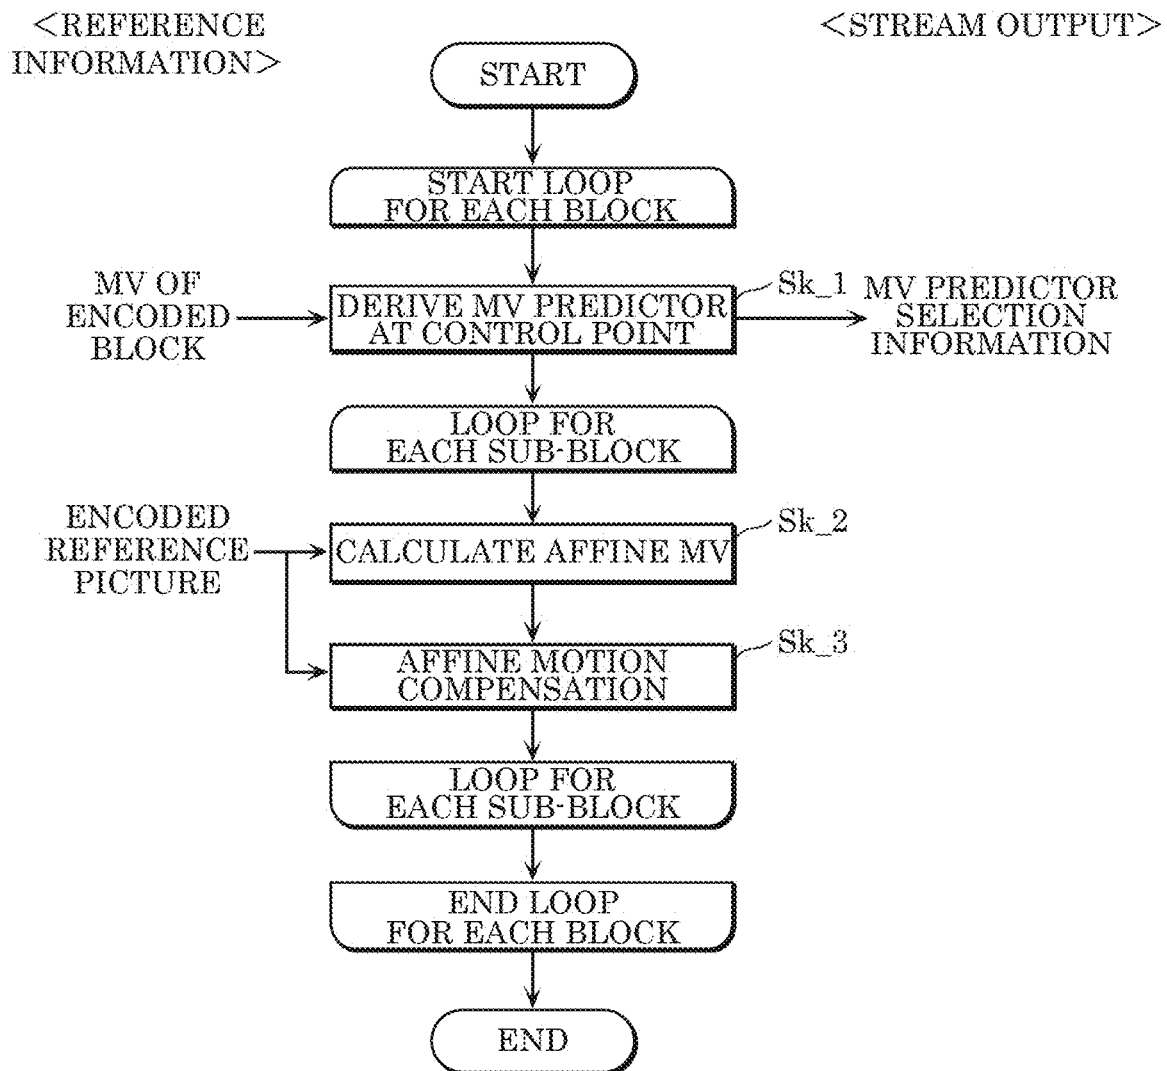 <REFERENCE
INFORMATION>
<STREAM OUTPUT>
START
START LOOP
FOR EACH BLOCK
MV OF
ENCODED
BLOCK
DERIVE MV PREDICTOR
AT CONTROL POINT
Sk_1
MV PREDICTOR
SELECTION
INFORMATION
LOOP FOR
EACH SUB-BLOCK
ENCODED
REFERENCE
PICTURE
CALCULATE AFFINE MV
Sk_2
AFFINE MOTION
COMPENSATION
Sk_3
LOOP FOR
EACH SUB-BLOCK
END LOOP
FOR EACH BLOCK
END